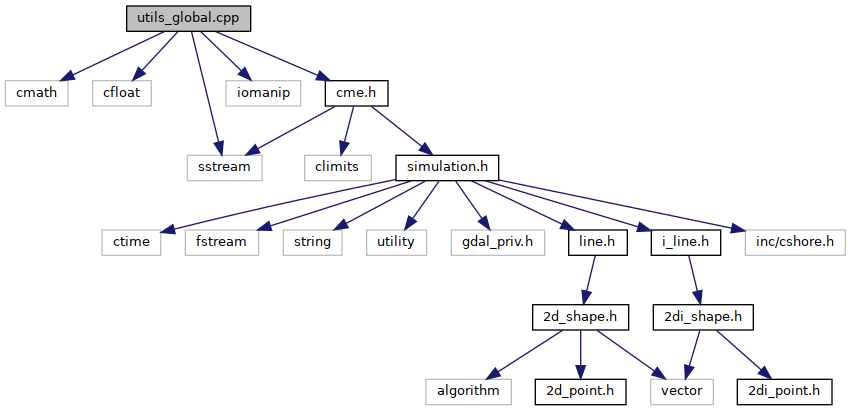 utils_global.cpp
cmath
cfloat
iomanip
cme.h
sstream
climits
simulation.h
ctime
fstream
string
utility
gdal_priv.h
line.h
i_line.h
inc/cshore.h
2d_shape.h
2di_shape.h
algorithm
2d_point.h
vector
2di_point.h